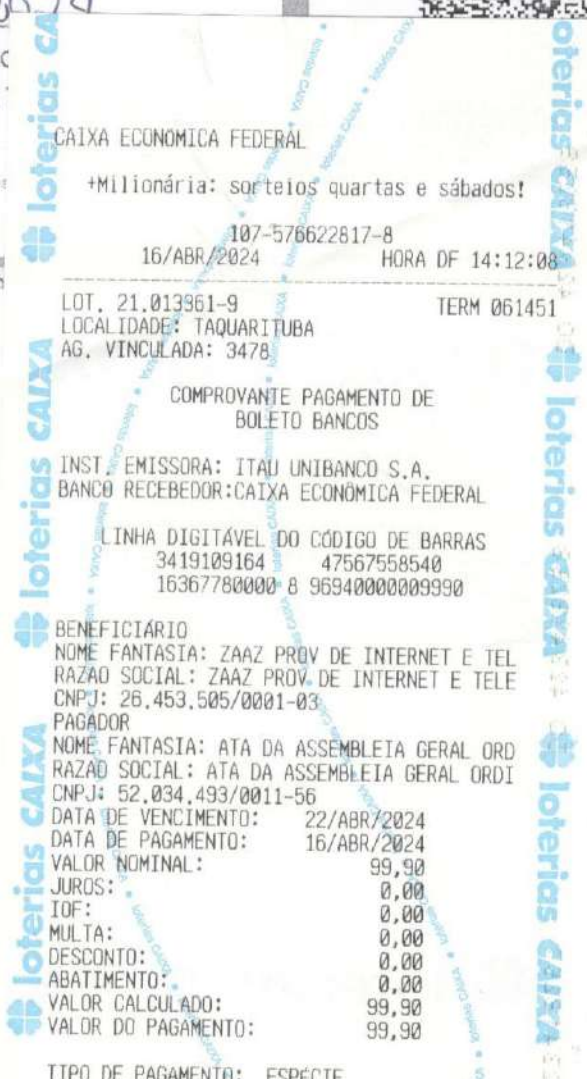 CAIXA ECONOMICA FEDERAL
+Milionária: sorteios quartas e sábados!
107-576622817-8
16/ABR/2024 HORA DF 14:12:08
LOT. 21.013361-9 TERM 061451
LOCALIDADE: TAQUARITUBA
AG. VINCULADA: 3478
COMPROVANTE PAGAMENTO DE
BOLETO BANCOS
INST. EMISSORA: ITAU UNIBANCO S.A.
BANCO RECEBEDOR:CAIXA ECONÔMICA FEDERAL
LINHA DIGITÁVEL DO CÓDIGO DE BARRAS
3419109164 47567558540
16367780000 8 96940000009990
BENEFICIÁRIO
NOME FANTASIA: ZAAZ PROV DE INTERNET E TEL
RAZAO SOCIAL: ZAAZ PROV DE INTERNET E TELE
CNPJ: 26.453.505/0001-03
PAGADOR
NOME FANTASIA: ATA DA ASSEMBLEIA GERAL ORD
RAZAO SOCIAL: ATA DA ASSEMBLEIA GERAL ORDI
CNPJ: 52.034.493/0011-56
DATA DE VENCIMENTO: 22/ABR/2024
DATA DE PAGAMENTO: 16/ABR/2024
VALOR NOMINAL: 99,90
JUROS: 0,00
IOF: 0,00
MULTA: 0,00
DESCONTO: 0,00
ABATIMENTO: 0,00
VALOR CALCULADO: 99,90
VALOR DO PAGAMENTO: 99,90
TIPO DE PAGAMENTO: ESPÉCIE
loterias CAIXA
loterias CAIXA
loterias CAIXA
loterias CAIXA
loterias CAIXA
loterias CAIXA